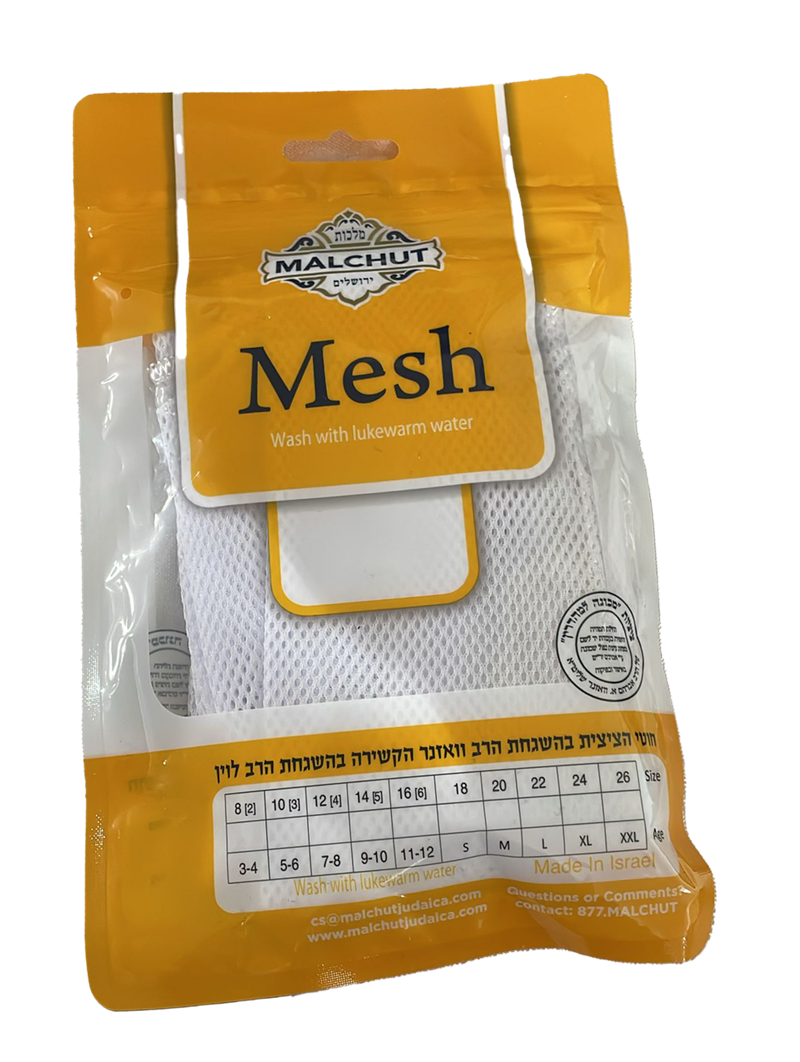 מלכות
MALCHUT
ירושלים
Mesh
Wash with lukewarm water
חוטי הציצית בהשגחת הרב וואזנר הקשירה בהשגחת הרב לוין
8 [2] 10 [3] 12 [4] 14 [5] 16 [6] 18 20 22 24 26 Size
3-4 5-6 7-8 9-10 11-12 S M L XL XXL Age
Wash with lukewarm water
Made In Israel
cs@malchutjudaica.com
www.malchutjudaica.com
Questions or Comments?
contact: 877.MALCHUT